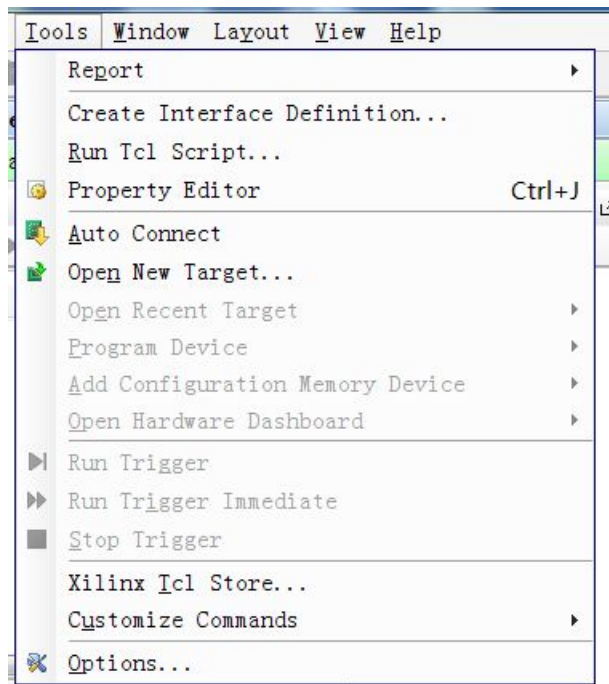 Tools Window Layout View Help
Report
Create Interface Definition...
Run Tcl Script...
Property Editor Ctrl+J
Auto Connect
Open New Target...
Open Recent Target
Program Device
Add Configuration Memory Device
Open Hardware Dashboard
Run Trigger
Run Trigger Immediate
Stop Trigger
Xilinx Tcl Store...
Customize Commands
Options...